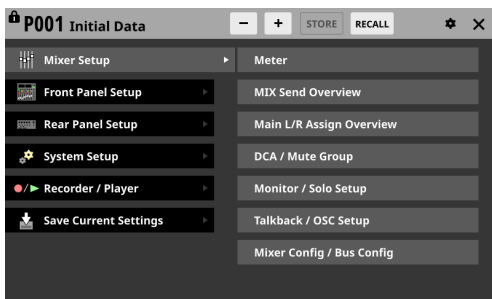 P001 Initial Data
- + STORE RECALL
Mixer Setup
Front Panel Setup
Rear Panel Setup
System Setup
Recorder / Player
Save Current Settings
Meter
MIX Send Overview
Main L/R Assign Overview
DCA / Mute Group
Monitor / Solo Setup
Talkback / OSC Setup
Mixer Config / Bus Config